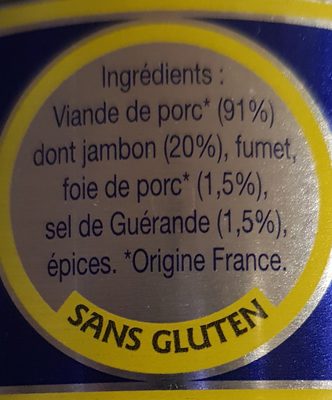 Ingrédients :
Viande de porc* (91%)
dont jambon (20%), fumet,
foie de porc* (1,5%),
sel de Guérande (1,5%),
épices. *Origine France.
SANS GLUTEN